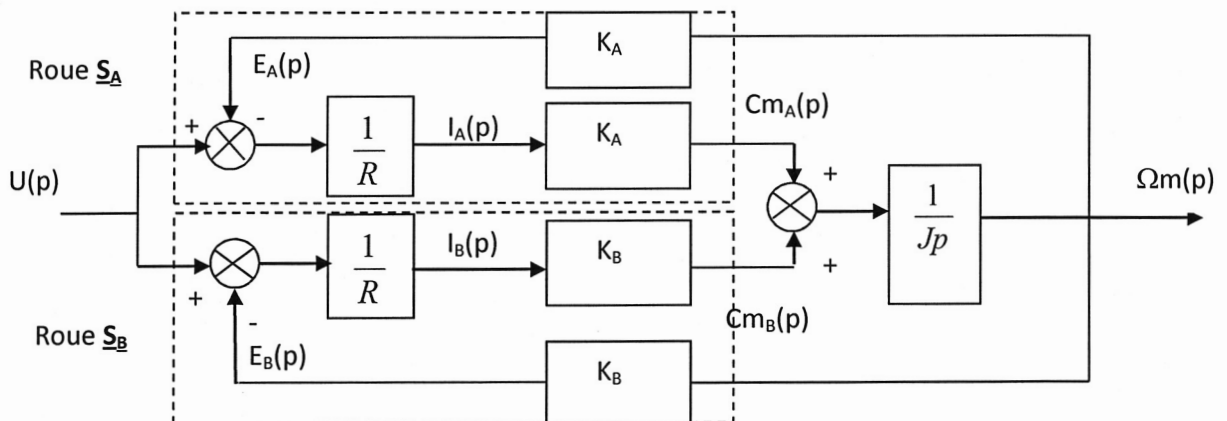 K_A
Roue S_A
E_A(p)
+
-
1
R
I_A(p)
K_A
Cm_A(p)
U(p)
+
1
Jp
Ωm(p)
+
-
1
R
I_B(p)
K_B
+
Cm_B(p)
Roue S_B
E_B(p)
K_B